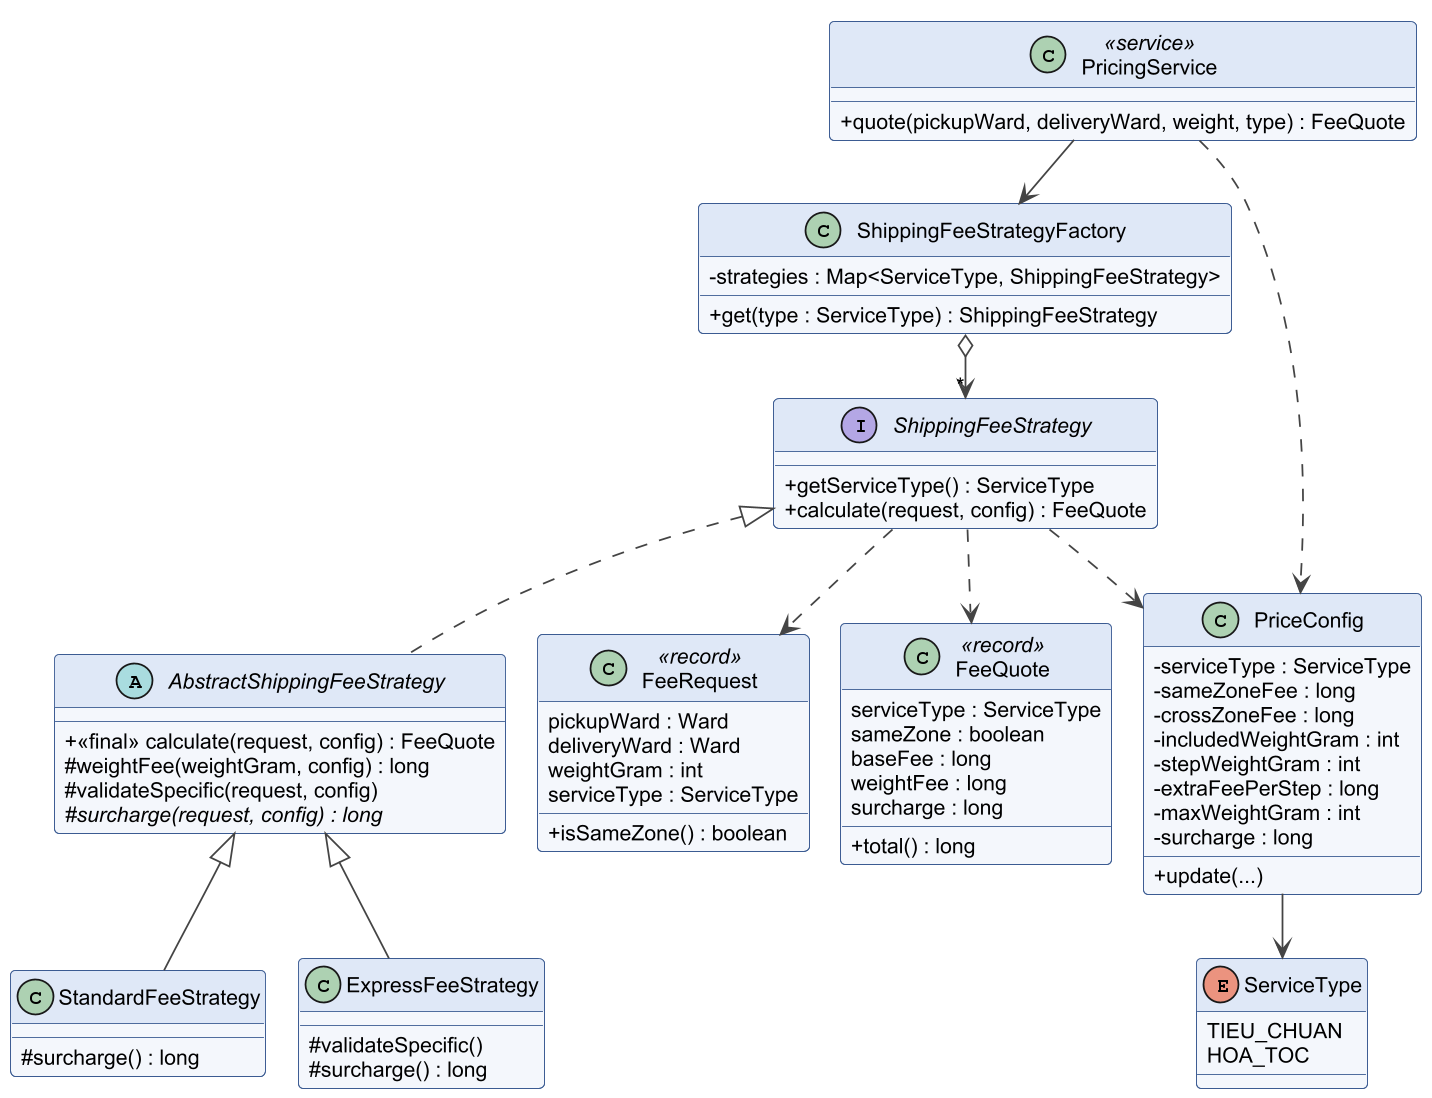 C
«service»
PricingService
+quote(pickupWard, deliveryWard, weight, type) : FeeQuote
C
ShippingFeeStrategyFactory
-strategies : Map<ServiceType, ShippingFeeStrategy>
+get(type : ServiceType) : ShippingFeeStrategy
*
I
ShippingFeeStrategy
+getServiceType() : ServiceType
+calculate(request, config) : FeeQuote
A
AbstractShippingFeeStrategy
+«final» calculate(request, config) : FeeQuote
#weightFee(weightGram, config) : long
#validateSpecific(request, config)
#surcharge(request, config) : long
C
«record»
FeeRequest
pickupWard : Ward
deliveryWard : Ward
weightGram : int
serviceType : ServiceType
+isSameZone() : boolean
C
«record»
FeeQuote
serviceType : ServiceType
sameZone : boolean
baseFee : long
weightFee : long
surcharge : long
+total() : long
C
PriceConfig
-serviceType : ServiceType
-sameZoneFee : long
-crossZoneFee : long
-includedWeightGram : int
-stepWeightGram : int
-extraFeePerStep : long
-maxWeightGram : int
-surcharge : long
+update(...)
C
StandardFeeStrategy
#surcharge() : long
C
ExpressFeeStrategy
#validateSpecific()
#surcharge() : long
E
ServiceType
TIEU_CHUAN
HOA_TOC